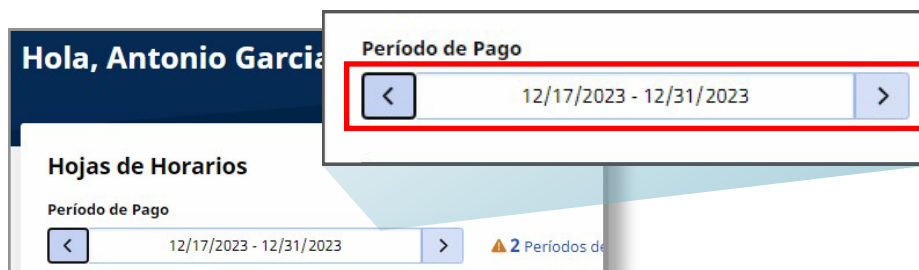 Hola, Antonio Garcia
Período de Pago
< 12/17/2023 - 12/31/2023 >
Hojas de Horarios
Período de Pago
< 12/17/2023 - 12/31/2023 >
2 Períodos de